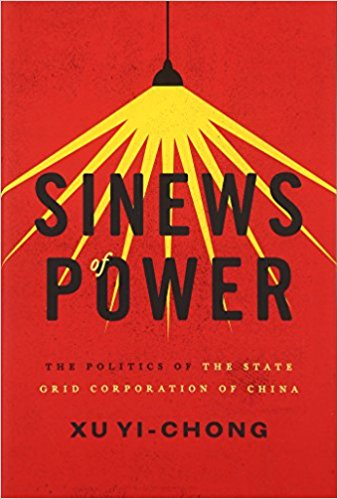 SINEWS
of
POWER
THE POLITICS OF THE STATE
GRID CORPORATION OF CHINA
XU YI-CHONG